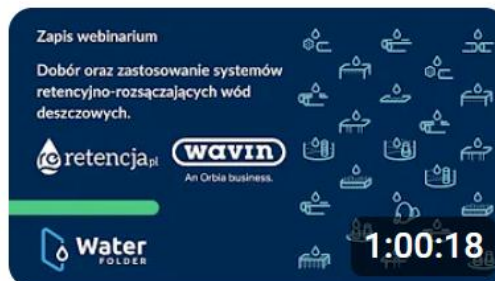 Zapis webinarium
Dobór oraz zastosowanie systemów
retencyjno-rozsączających wód
deszczowych.
retencja.pl
wavin
An Orbia business.
Water
FOLDER
1:00:18